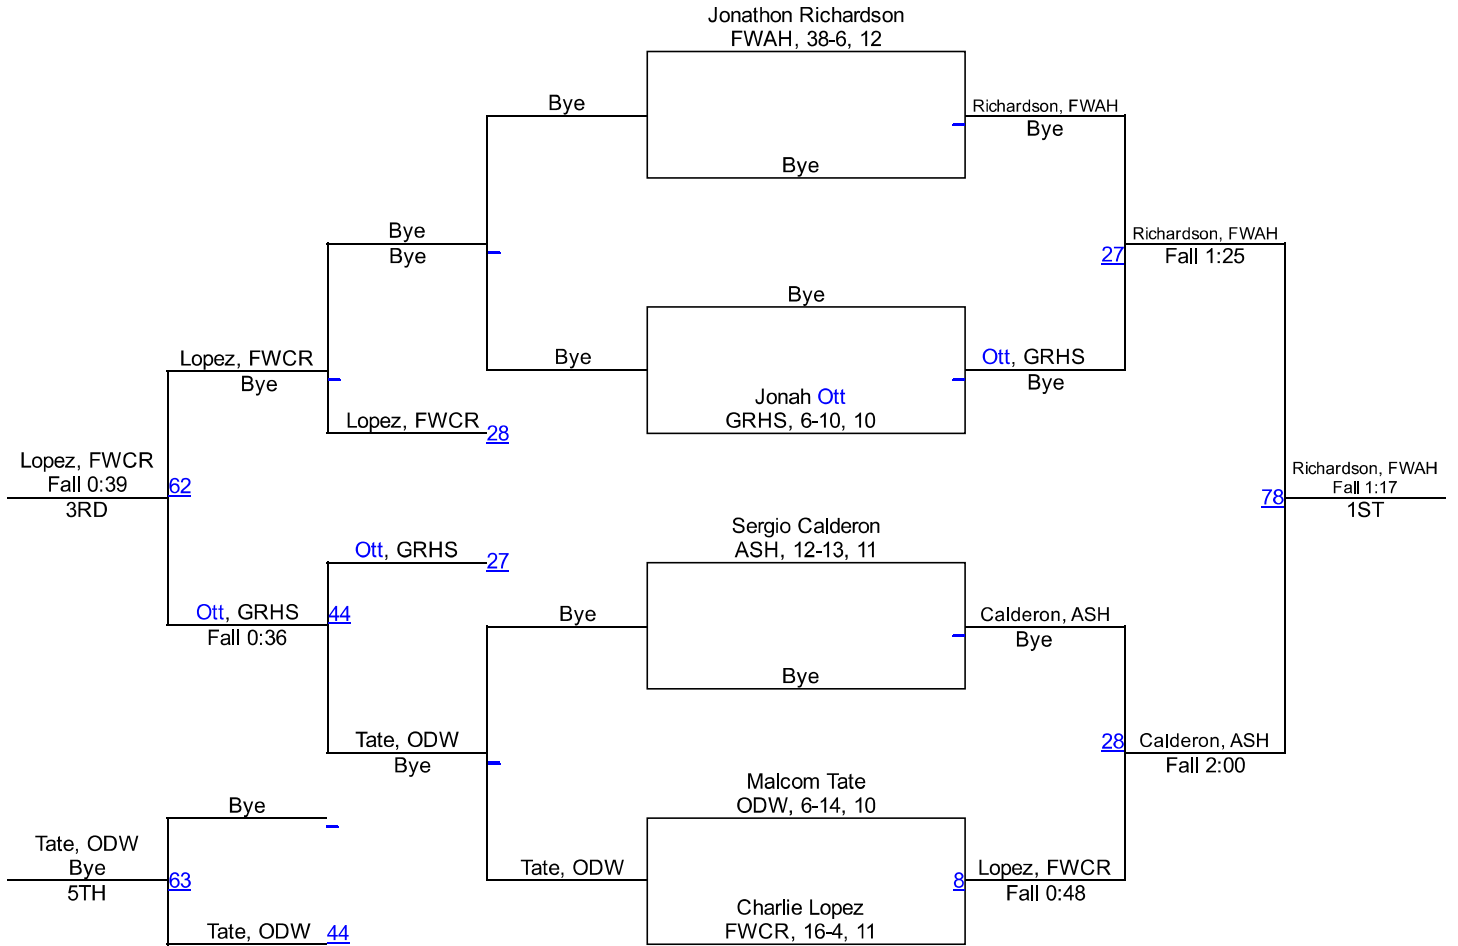 Jonathon Richardson
FWAH, 38-6, 12
Bye
Richardson, FWAH
Bye
Bye
Bye
Bye
Richardson, FWAH
27
Fall 1:25
Bye
Lopez, FWCR
Bye
Bye
Ott, GRHS
Bye
Jonah Ott
GRHS, 6-10, 10
Lopez, FWCR
28
Lopez, FWCR
Fall 0:39
62
3RD
Richardson, FWAH
Fall 1:17
78
1ST
Sergio Calderon
ASH, 12-13, 11
Ott, GRHS
27
Ott, GRHS
44
Fall 0:36
Bye
Calderon, ASH
Bye
Bye
Tate, ODW
Bye
28
Calderon, ASH
Fall 2:00
Malcom Tate
ODW, 6-14, 10
Bye
Tate, ODW
Bye
63
5TH
Tate, ODW
8
Lopez, FWCR
Fall 0:48
Charlie Lopez
FWCR, 16-4, 11
Tate, ODW
44